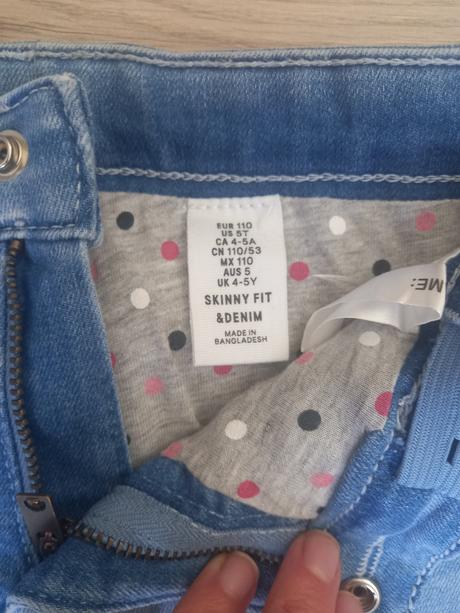 EUR 110
US 5T
CA 4-5A
CN 110/53
MX 110
AUS 5
UK 4-5Y
SKINNY FIT
&DENIM
MADE IN
BANGLADESH
ME: